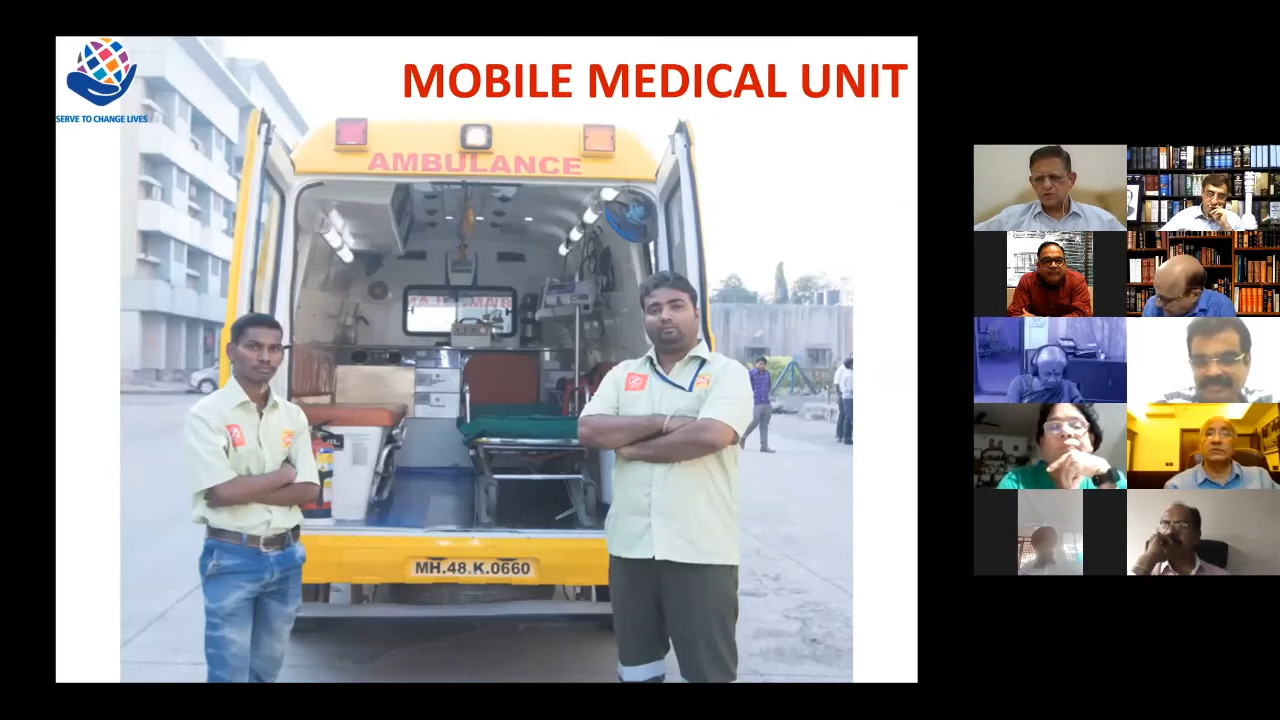 MOBILE MEDICAL UNIT
SERVE TO CHANGE LIVES
AMBULANCE
MH.48.K.0660